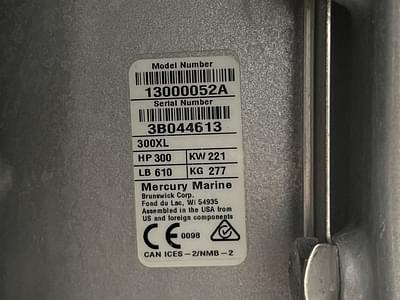 Model Number
13000052A
Serial Number
3B044613
300XL
HP 300 KW 221
LB 610 KG 277
Mercury Marine
Brunswick Corp.
Fond du Lac, WI 54935
Assembled in the USA from
US and foreign components
CE 0098
CAN ICES-2/NMB-2